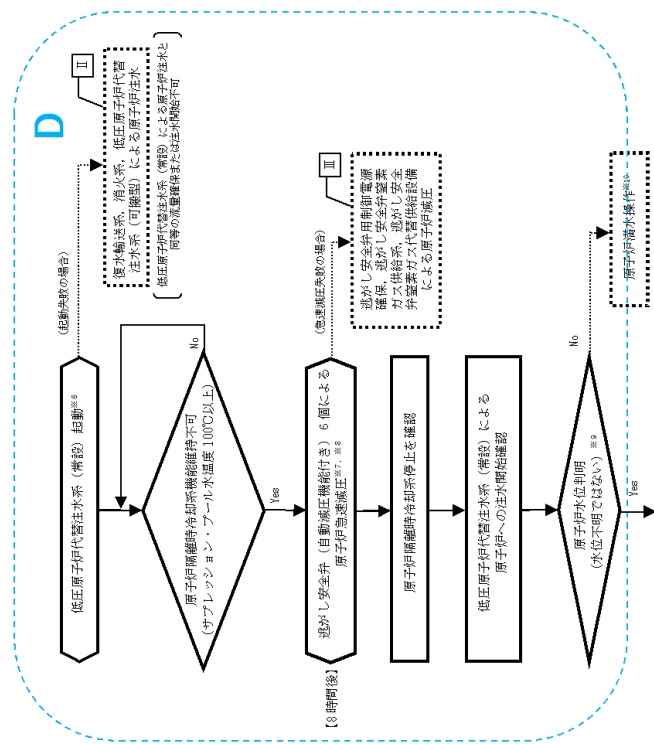 D
低圧原子炉代替注水系(常設) 起動※6
(起動失敗の場合)
Ⅱ
復水輸送系,消火系,低圧原子炉代替
注水系(可搬型)による原子炉注水
低圧原子炉代替注水系(常設)による原子炉注水と
同等の流量確保または注水開始不可
原子炉隔離時冷却系機能維持不可
(サプレッション・プール水温度100℃以上)
No
Yes
【8時間後】
逃がし安全弁(自動減圧機能付き)6個による
原子炉急速減圧※7,※8
(急速減圧失敗の場合)
Ⅲ
逃がし安全弁用制御電源
確保,逃がし安全弁窒素
ガス供給系,逃がし安全
弁窒素ガス代替供給設備
による原子炉減圧
原子炉隔離時冷却系停止を確認
低圧原子炉代替注水系(常設)による
原子炉への注水開始確認
原子炉水位判明
(水位不明ではない)※9
No
原子炉満水操作※10
Yes